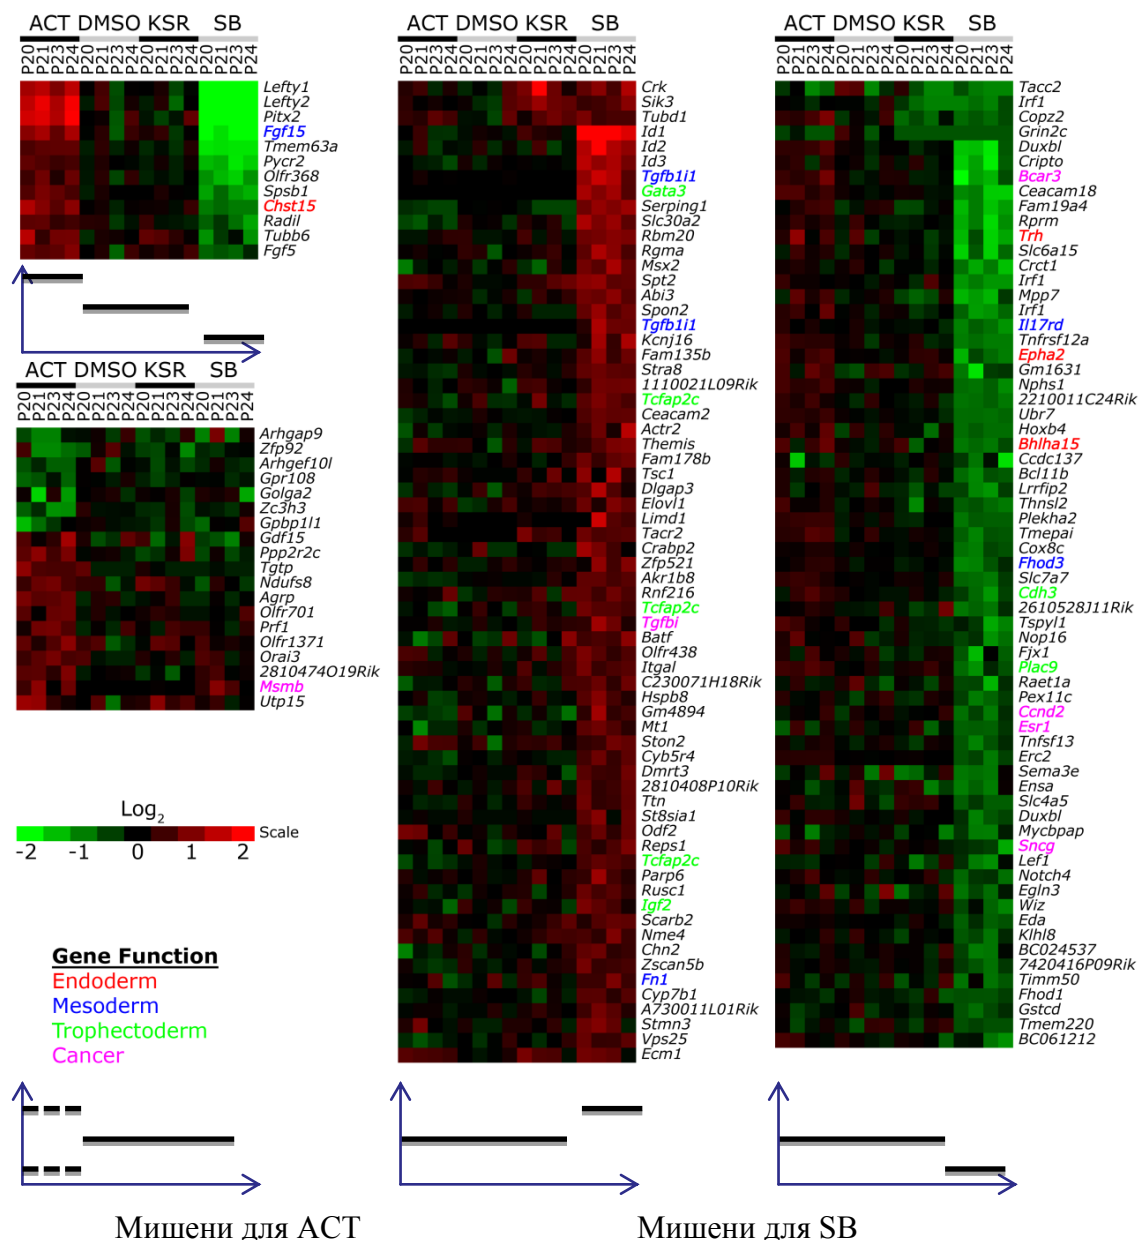 ACT DMSO KSR SB
P20 P21 P23 P24 P20 P21 P23 P24 P20 P21 P23 P24 P20 P21 P23 P24
Lefty1
Lefty2
Pitx2
Fgf15
Tmem63a
Pycr2
Olfr368
Spsb1
Chst15
Radil
Tubb6
Fgf5
ACT DMSO KSR SB
P20 P21 P23 P24 P20 P21 P23 P24 P20 P21 P23 P24 P20 P21 P23 P24
Arhgap9
Zfp92
Arhgef10l
Gpr108
Golga2
Zc3h3
Gpbp1l1
Gdf15
Ppp2r2c
Tgtp
Ndufs8
Agrp
Olfr701
Prf1
Olfr1371
Orai3
2810474O19Rik
Msmb
Utp15
Log2
-2 -1 0 1 2 Scale
Gene Function
Endoderm
Mesoderm
Trophectoderm
Cancer
ACT DMSO KSR SB
P20 P21 P23 P24 P20 P21 P23 P24 P20 P21 P23 P24 P20 P21 P23 P24
Crk
Sik3
Tubd1
Id1
Id2
Id3
Tgfb1i1
Gata3
Serping1
Slc30a2
Rbm20
Rgma
Msx2
Spt2
Abi3
Spon2
Tgfb1i1
Kcnj16
Fam135b
Stra8
1110021L09Rik
Tcfap2c
Ceacam2
Actr2
Themis
Fam178b
Tsc1
Dlgap3
Elovl1
Limd1
Tacr2
Crabp2
Zfp521
Akr1b8
Rnf216
Tcfap2c
Tgfbi
Batf
Olfr438
Itgal
C230071H18Rik
Hspb8
Gm4894
Mt1
Ston2
Cyb5r4
Dmrt3
2810408P10Rik
Ttn
St8sia1
Odf2
Reps1
Tcfap2c
Parp6
Rusc1
Igf2
Scarb2
Nme4
Chn2
Zscan5b
Fn1
Cyp7b1
A730011L01Rik
Stmn3
Vps25
Ecm1
ACT DMSO KSR SB
P20 P21 P23 P24 P20 P21 P23 P24 P20 P21 P23 P24 P20 P21 P23 P24
Tacc2
Irf1
Copz2
Grin2c
Duxbl
Cripto
Bcar3
Ceacam18
Fam19a4
Rprm
Trh
Slc6a15
Crct1
Irf1
Mpp7
Irf1
Il17rd
Tnfrsf12a
Epha2
Gm1631
Nphs1
2210011C24Rik
Ubr7
Hoxb4
Bhlha15
Ccdc137
Bcl11b
Lrrfip2
Thnsl2
Plekha2
Tmepai
Cox8c
Fhod3
Slc7a7
Cdh3
2610528J11Rik
Tspyl1
Nop16
Fjx1
Plac9
Raet1a
Pex11c
Ccnd2
Esr1
Tnfsf13
Erc2
Sema3e
Ensa
Slc4a5
Duxbl
Mycbpap
Sncg
Lef1
Notch4
Egln3
Wiz
Eda
Klhl8
BC024537
7420416P09Rik
Timm50
Fhod1
Gstcd
Tmem220
BC061212
Мишени для ACT
Мишени для SB